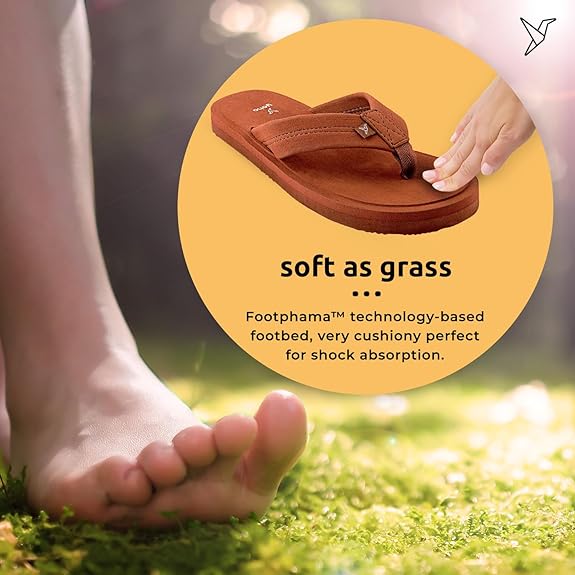 soft as grass
Footphama™ technology-based
footbed, very cushiony perfect
for shock absorption.